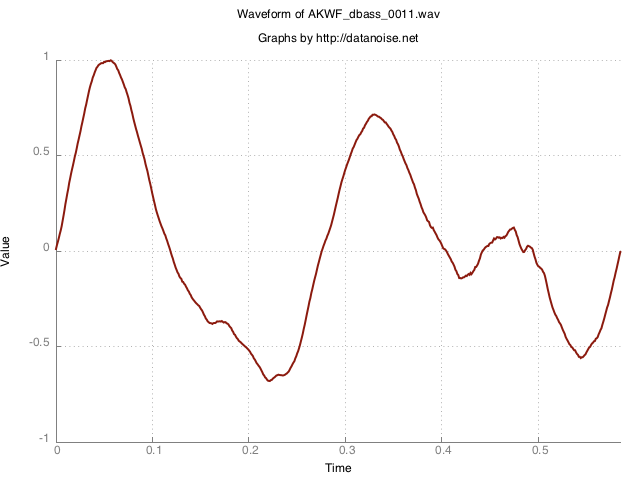 Waveform of AKWF_dbass_0011.wav
Graphs by http://datanoise.net
1
0.5
0
-0.5
-1
Value
0 0.1 0.2 0.3 0.4 0.5
Time